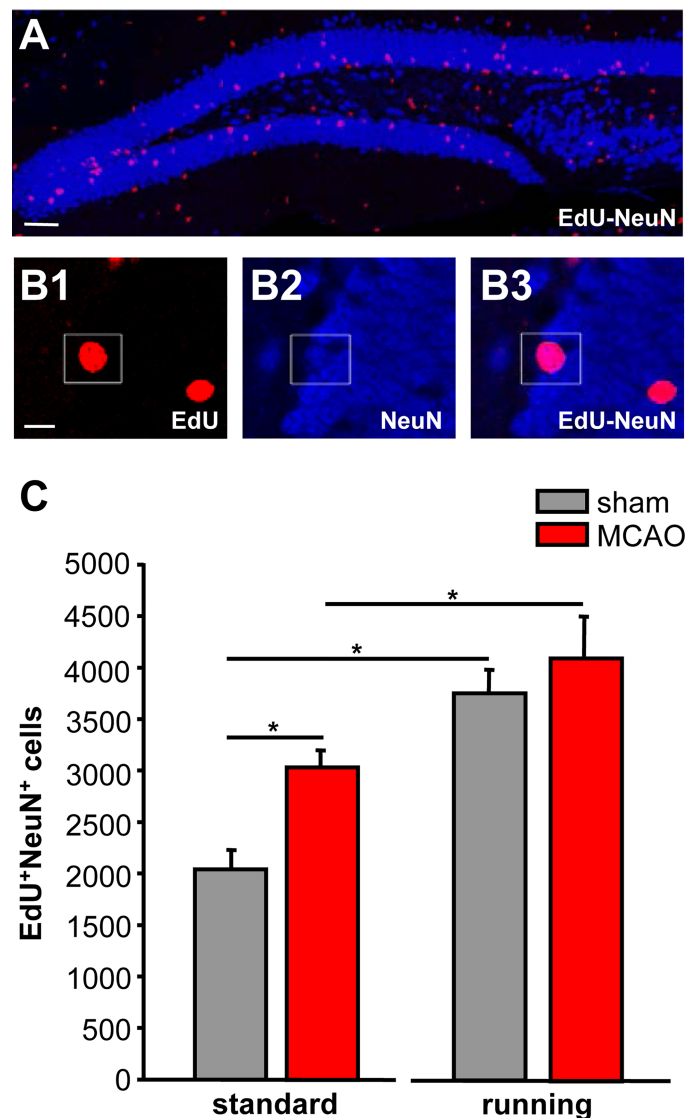 A
EdU-NeuN
B1
EdU
B2
NeuN
B3
EdU-NeuN
C
sham
MCAO
5000
4500
4000
3500
3000
2500
2000
1500
1000
500
0
EdU⁺NeuN⁺ cells
*
*
*
standard
running